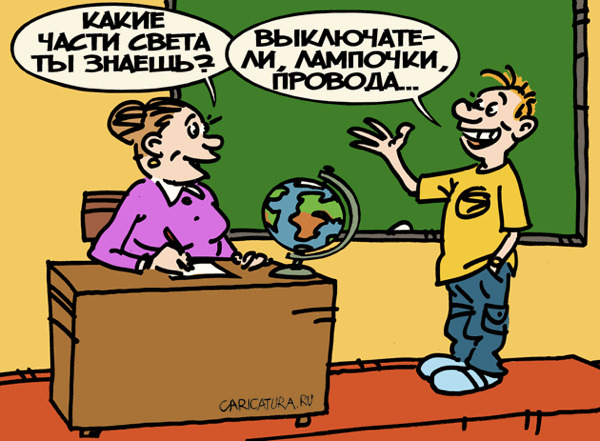 КАКИЕ
ЧАСТИ СВЕТА
ТЫ ЗНАЕШЬ?
ВЫКЛЮЧАТЕ-
ЛИ, ЛАМПОЧКИ,
ПРОВОДА...
CARICATURA.RU